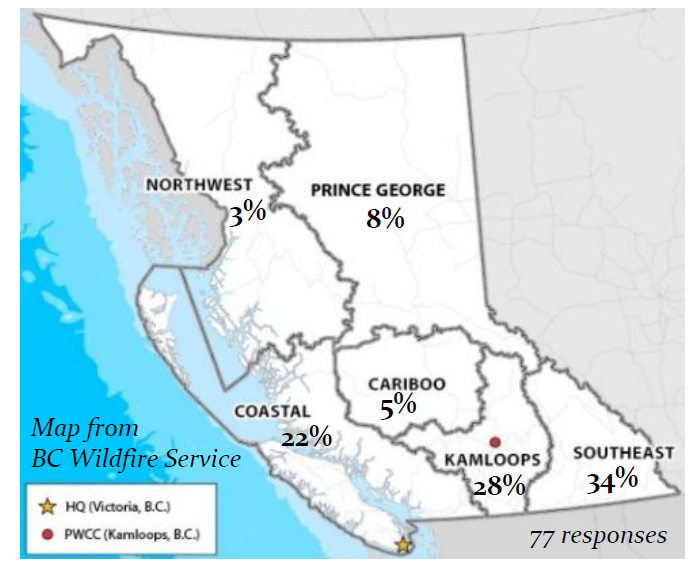 NORTHWEST
3%
PRINCE GEORGE
8%
CARIBOO
5%
COASTAL
22%
Map from
BC Wildfire Service
KAMLOOPS
28%
SOUTHEAST
34%
HQ (Victoria, B.C.)
PWCC (Kamloops, B.C.)
77 responses